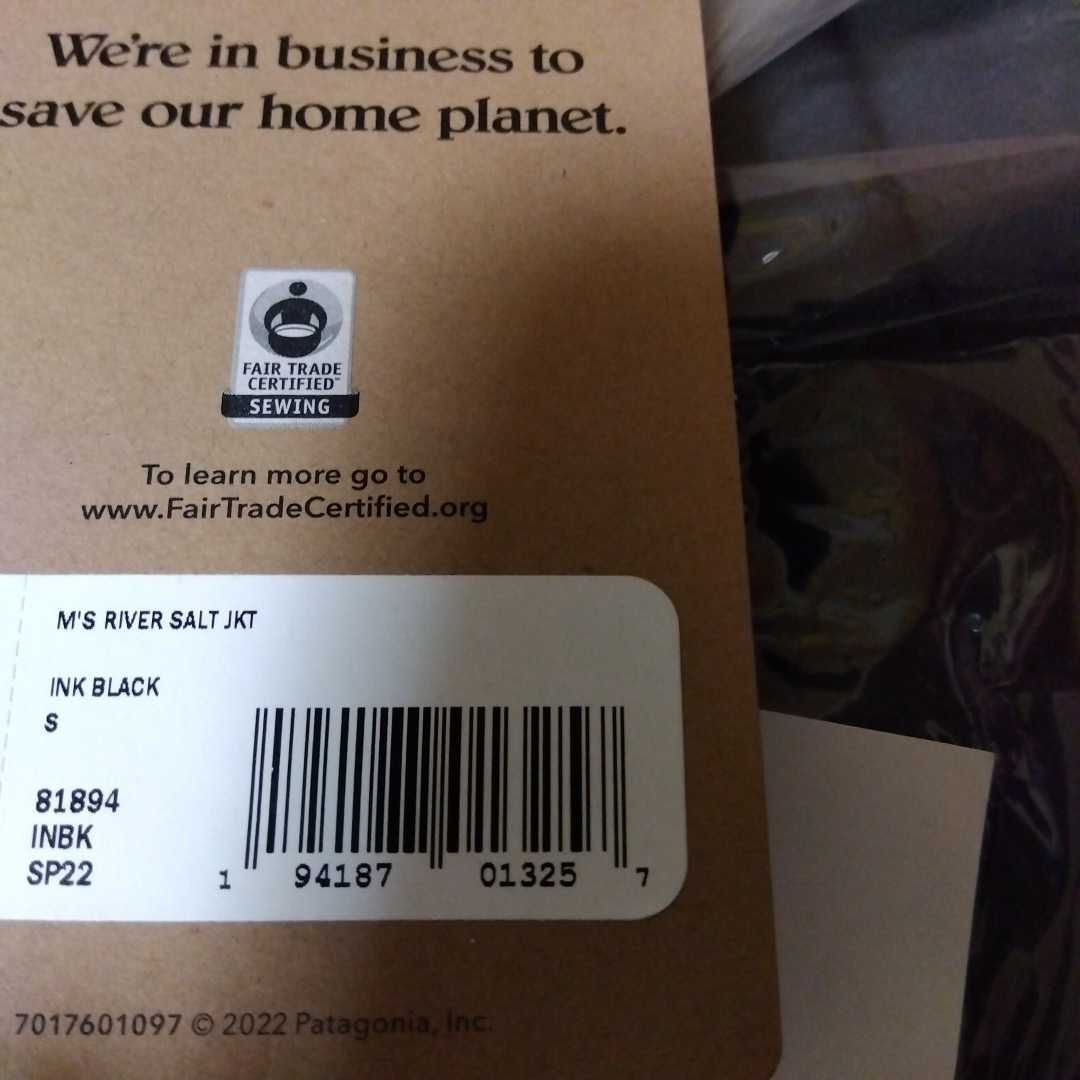 We're in business to
save our home planet.
FAIR TRADE
CERTIFIED™
SEWING
To learn more go to
www.FairTradeCertified.org
M'S RIVER SALT JKT
INK BLACK
S
81894
INBK
SP22
1 94187 01325 7
7017601097 © 2022 Patagonia, Inc.